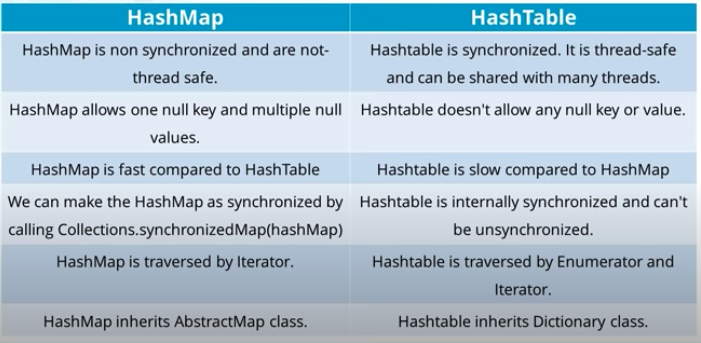 HashMap HashTable
HashMap is non synchronized and are not-
thread safe.
Hashtable is synchronized. It is thread-safe
and can be shared with many threads.
HashMap allows one null key and multiple null
values.
Hashtable doesn't allow any null key or value.
HashMap is fast compared to HashTable
Hashtable is slow compared to HashMap
We can make the HashMap as synchronized by
calling Collections.synchronizedMap(hashMap)
Hashtable is internally synchronized and can't
be unsynchronized.
HashMap is traversed by Iterator.
Hashtable is traversed by Enumerator and
Iterator.
HashMap inherits AbstractMap class.
Hashtable inherits Dictionary class.